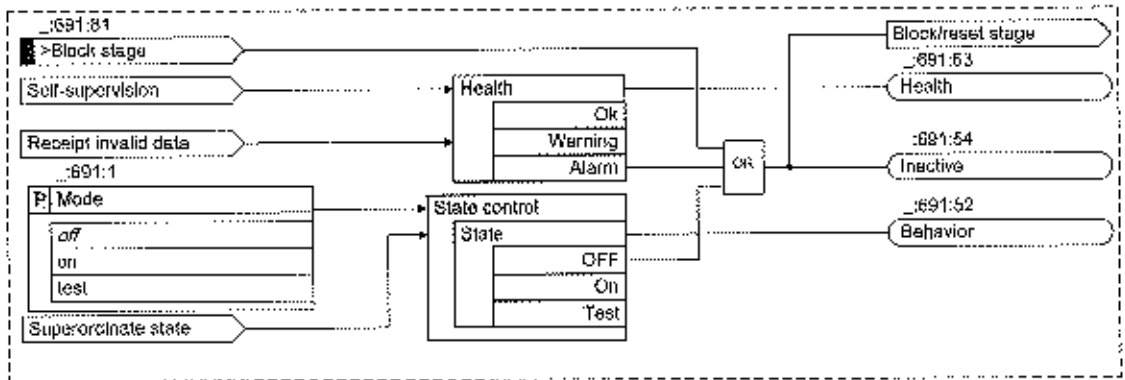 _:691:81
>Block stage
Block/reset stage
_:691:53
Self-supervision
Health
Health
Ok
Receipt invalid data
Warning
Alarm
OR
_:691:54
Inactive
_:691:1
P Mode
off
on
test
State control
State
OFF
On
Test
_:691:52
Behavior
Superordinate state